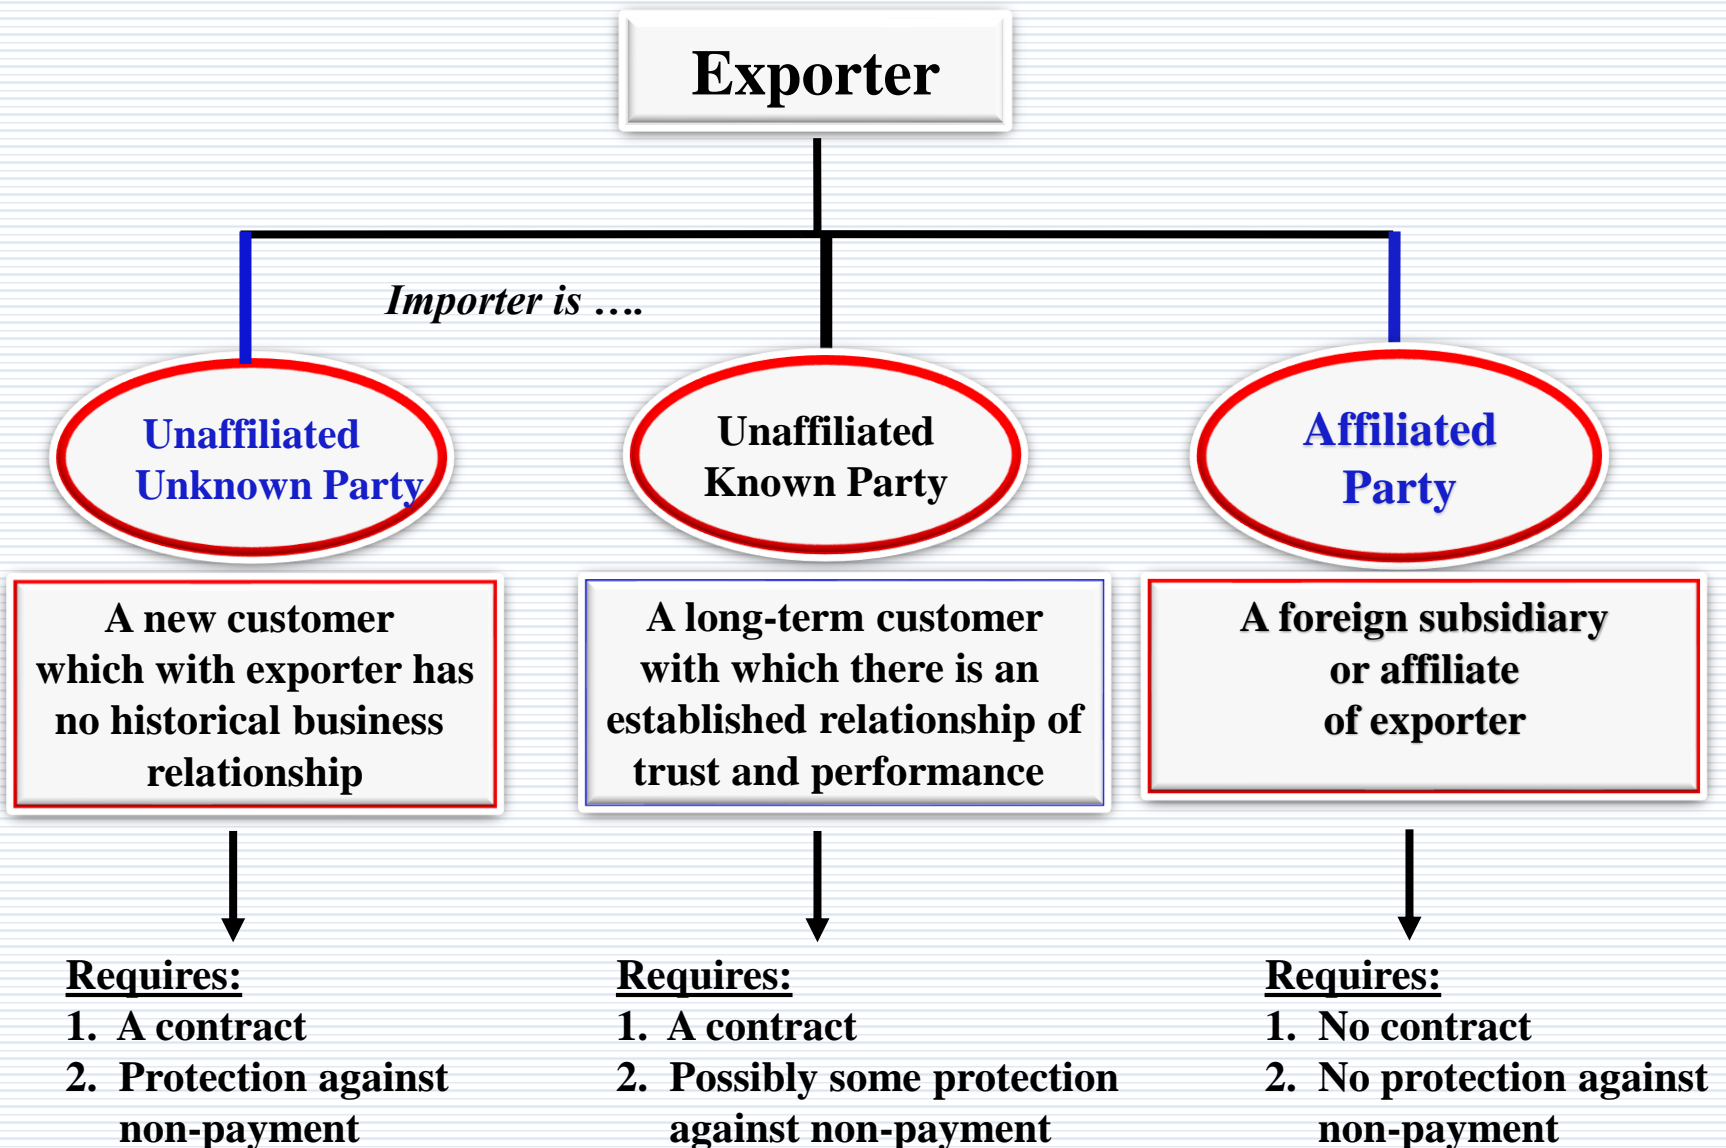 Exporter
Importer is ….
Unaffiliated
Unknown Party
Unaffiliated
Known Party
Affiliated
Party
A new customer
which with exporter has
no historical business
relationship
A long-term customer
with which there is an
established relationship of
trust and performance
A foreign subsidiary
or affiliate
of exporter
Requires:
1. A contract
2. Protection against
non-payment
Requires:
1. A contract
2. Possibly some protection
against non-payment
Requires:
1. No contract
2. No protection against
non-payment